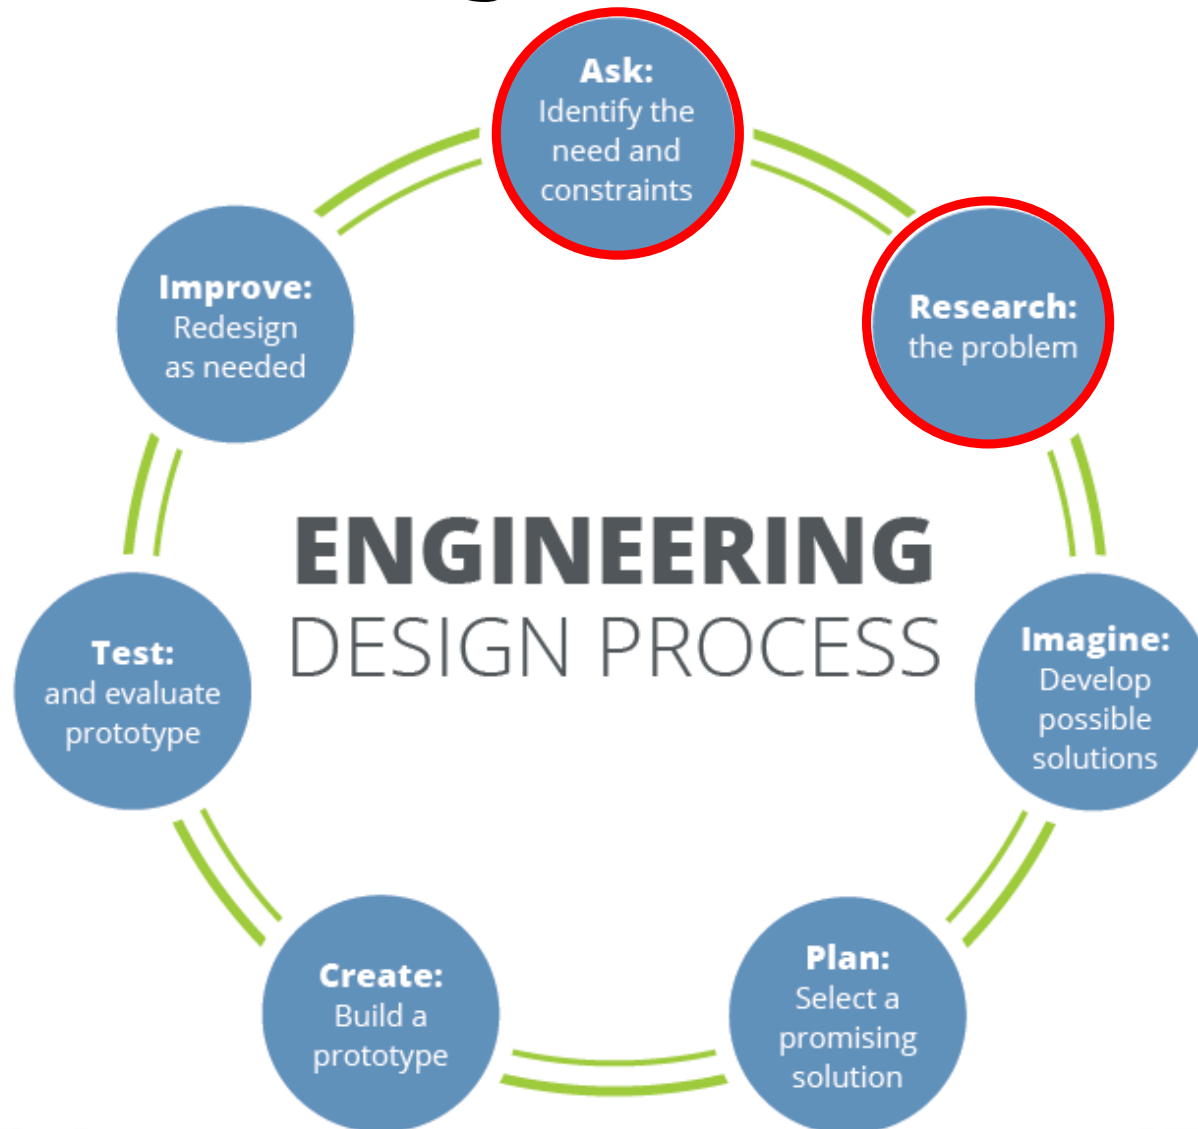 Ask:
Identify the
need and
constraints
Research:
the problem
Imagine:
Develop
possible
solutions
Plan:
Select a
promising
solution
Create:
Build a
prototype
Test:
and evaluate
prototype
Improve:
Redesign
as needed
ENGINEERING
DESIGN PROCESS